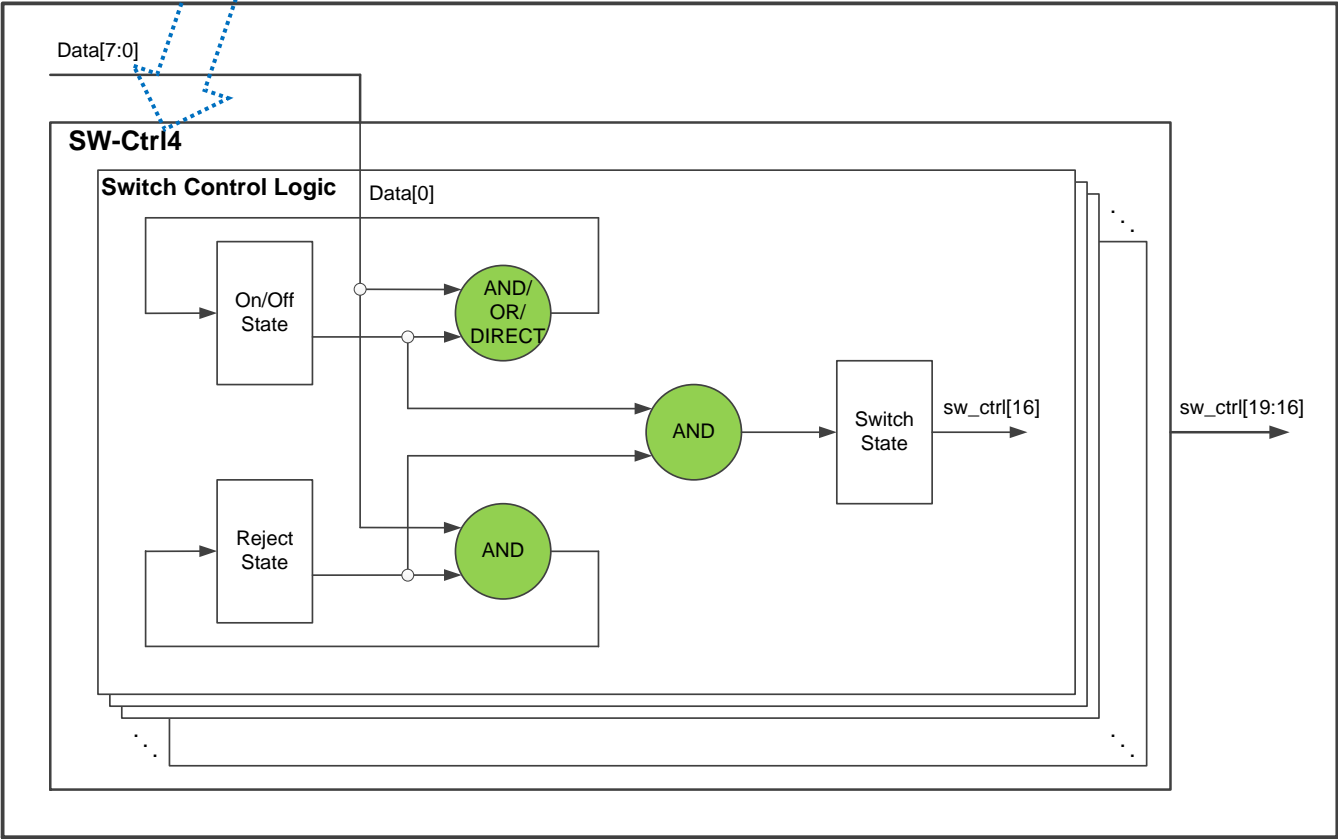 Data[7:0]
SW-Ctrl4
Switch Control Logic
Data[0]
On/Off
State
AND/
OR/
DIRECT
AND
Switch
State
sw_ctrl[16]
sw_ctrl[19:16]
Reject
State
AND